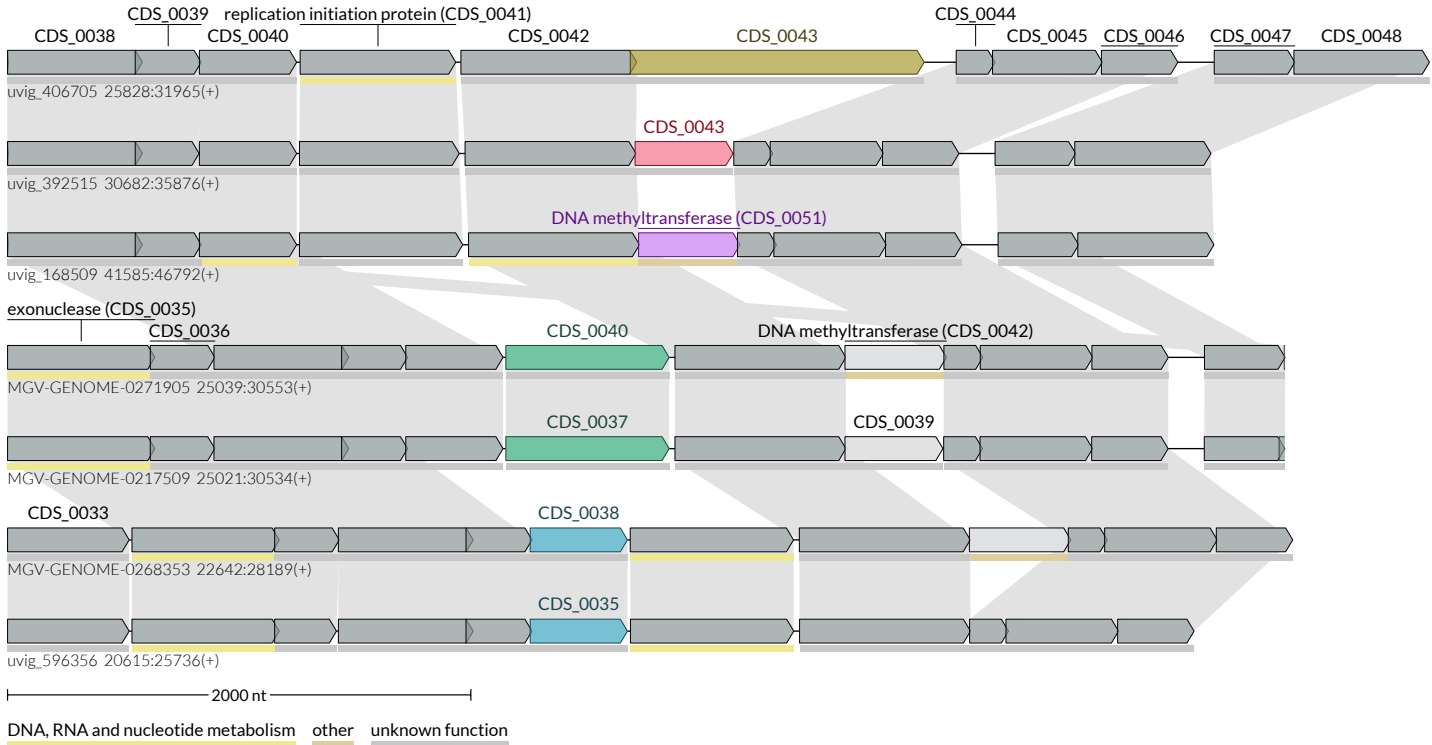 CDS_0039 replication initiation protein (CDS_0041) CDS_0044
CDS_0038 CDS_0040 CDS_0042 CDS_0043 CDS_0045 CDS_0046 CDS_0047 CDS_0048
uvig_406705 25828:31965(+)
CDS_0043
uvig_392515 30682:35876(+)
DNA methyltransferase (CDS_0051)
uvig_168509 41585:46792(+)
exonuclease (CDS_0035)
CDS_0036 CDS_0040 DNA methyltransferase (CDS_0042)
MGV-GENOME-0271905 25039:30553(+)
CDS_0037 CDS_0039
MGV-GENOME-0217509 25021:30534(+)
CDS_0033 CDS_0038
MGV-GENOME-0268353 22642:28189(+)
CDS_0035
uvig_596356 20615:25736(+)
2000 nt
DNA, RNA and nucleotide metabolism other unknown function